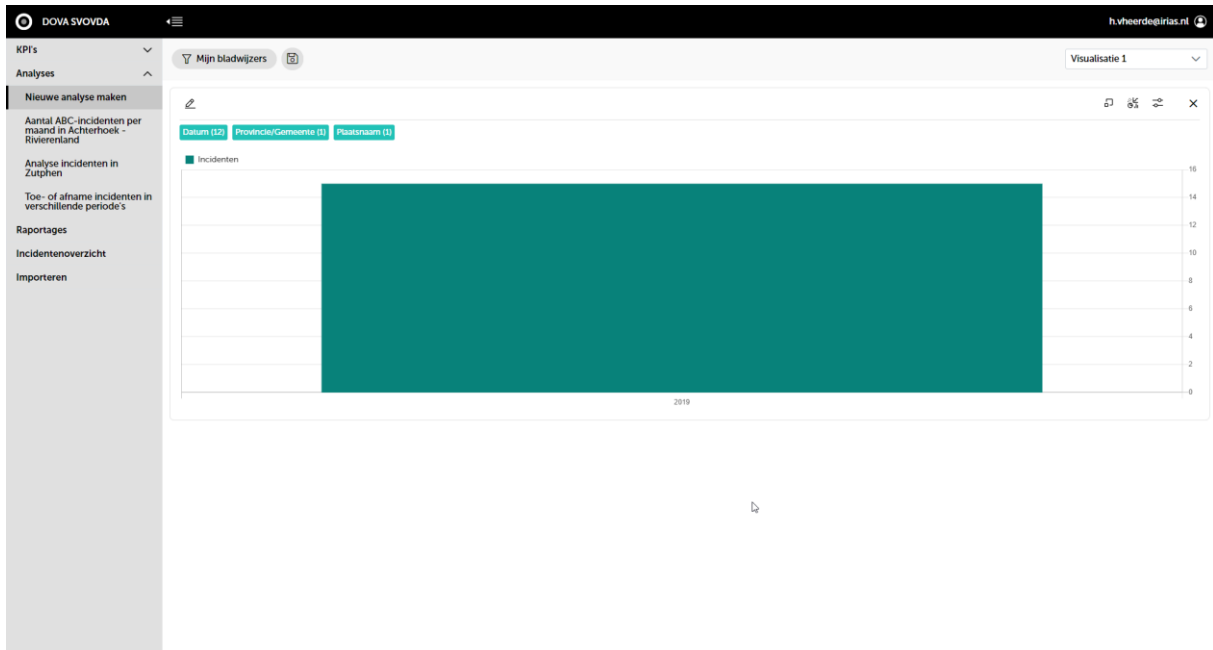 DOVA SVOVDA
h.vheerde@irias.nl
KPI's
Analyses
Nieuwe analyse maken
Aantal ABC-incidenten per
maand in Achterhoek -
Rivierenland
Analyse incidenten in
Zutphen
Toe- of afname incidenten in
verschillende periode's
Raportages
Incidentenoverzicht
Importeren
Mijn bladwijzers
Visualisatie 1
Datum (12) Provincie/Gemeente (1) Plaatsnaam (1)
Incidenten
16
14
12
10
8
6
4
2
0
2019